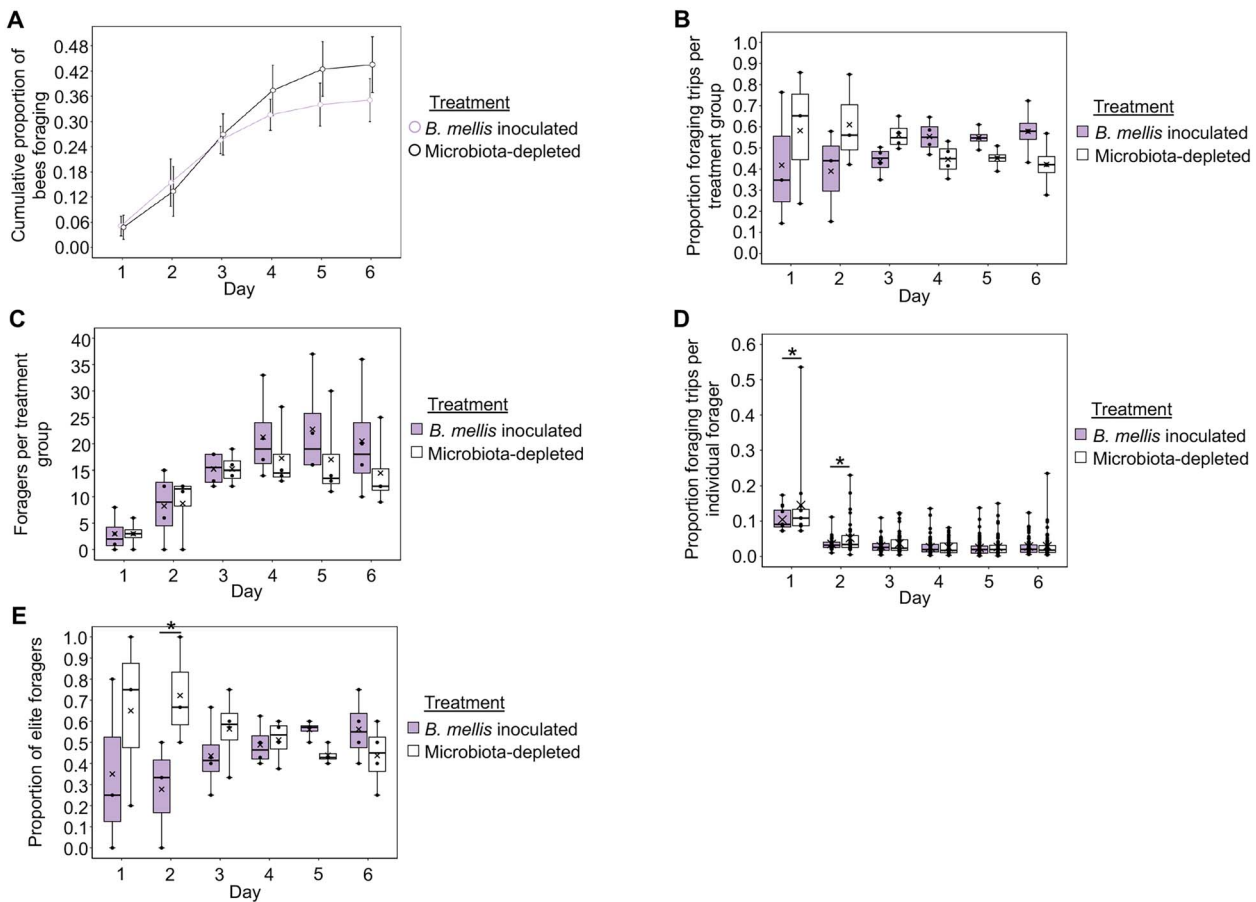 A
Cumulative proportion of
bees foraging
0.48
0.42
0.36
0.30
0.24
0.18
0.12
0.06
0.00
1 2 3 4 5 6
Day
Treatment
B. mellis inoculated
Microbiota-depleted
B
Proportion foraging trips per
treatment group
1.0
0.9
0.8
0.7
0.6
0.5
0.4
0.3
0.2
0.1
0.0
1 2 3 4 5 6
Day
Treatment
B. mellis inoculated
Microbiota-depleted
C
Foragers per treatment
group
40
35
30
25
20
15
10
5
0
1 2 3 4 5 6
Day
Treatment
B. mellis inoculated
Microbiota-depleted
D
Proportion foraging trips per
individual forager
0.6
0.5
0.4
0.3
0.2
0.1
0.0
*
*
1 2 3 4 5 6
Day
Treatment
B. mellis inoculated
Microbiota-depleted
E
Proportion of elite foragers
1.0
0.9
0.8
0.7
0.6
0.5
0.4
0.3
0.2
0.1
0.0
*
1 2 3 4 5 6
Day
Treatment
B. mellis inoculated
Microbiota-depleted